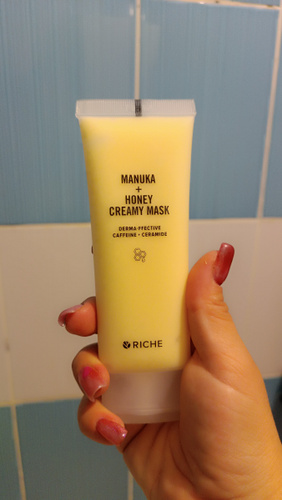 MANUKA
+
HONEY
CREAMY MASK
DERMA-FFECTIVE
CAFFEINE • CERAMIDE
RICHE